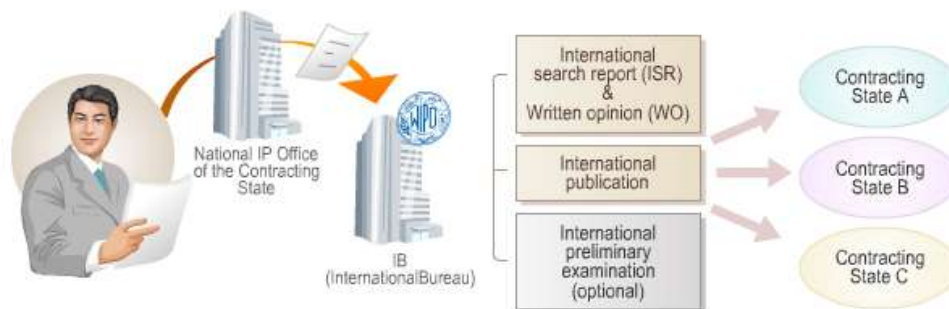 National IP Office
of the Contracting
State
WIPO
IB
(InternationalBureau)
International
search report (ISR)
&
Written opinion (WO)
International
publication
International
preliminary
examination
(optional)
Contracting
State A
Contracting
State B
Contracting
State C